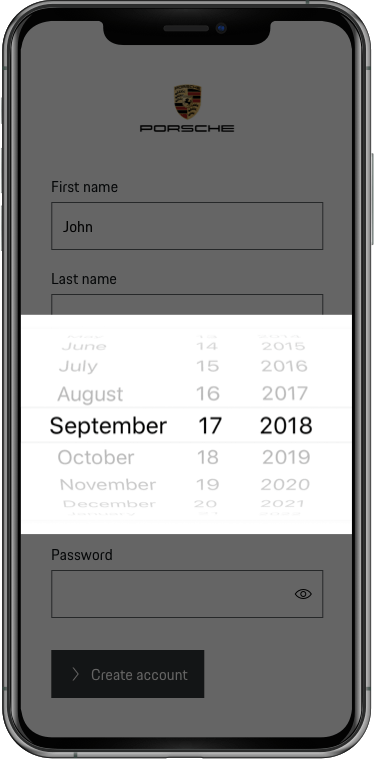 PORSCHE
First name
John
Last name
June 14 2015
July 15 2016
August 16 2017
September 17 2018
October 18 2019
November 19 2020
December 20 2021
January
Password
Create account